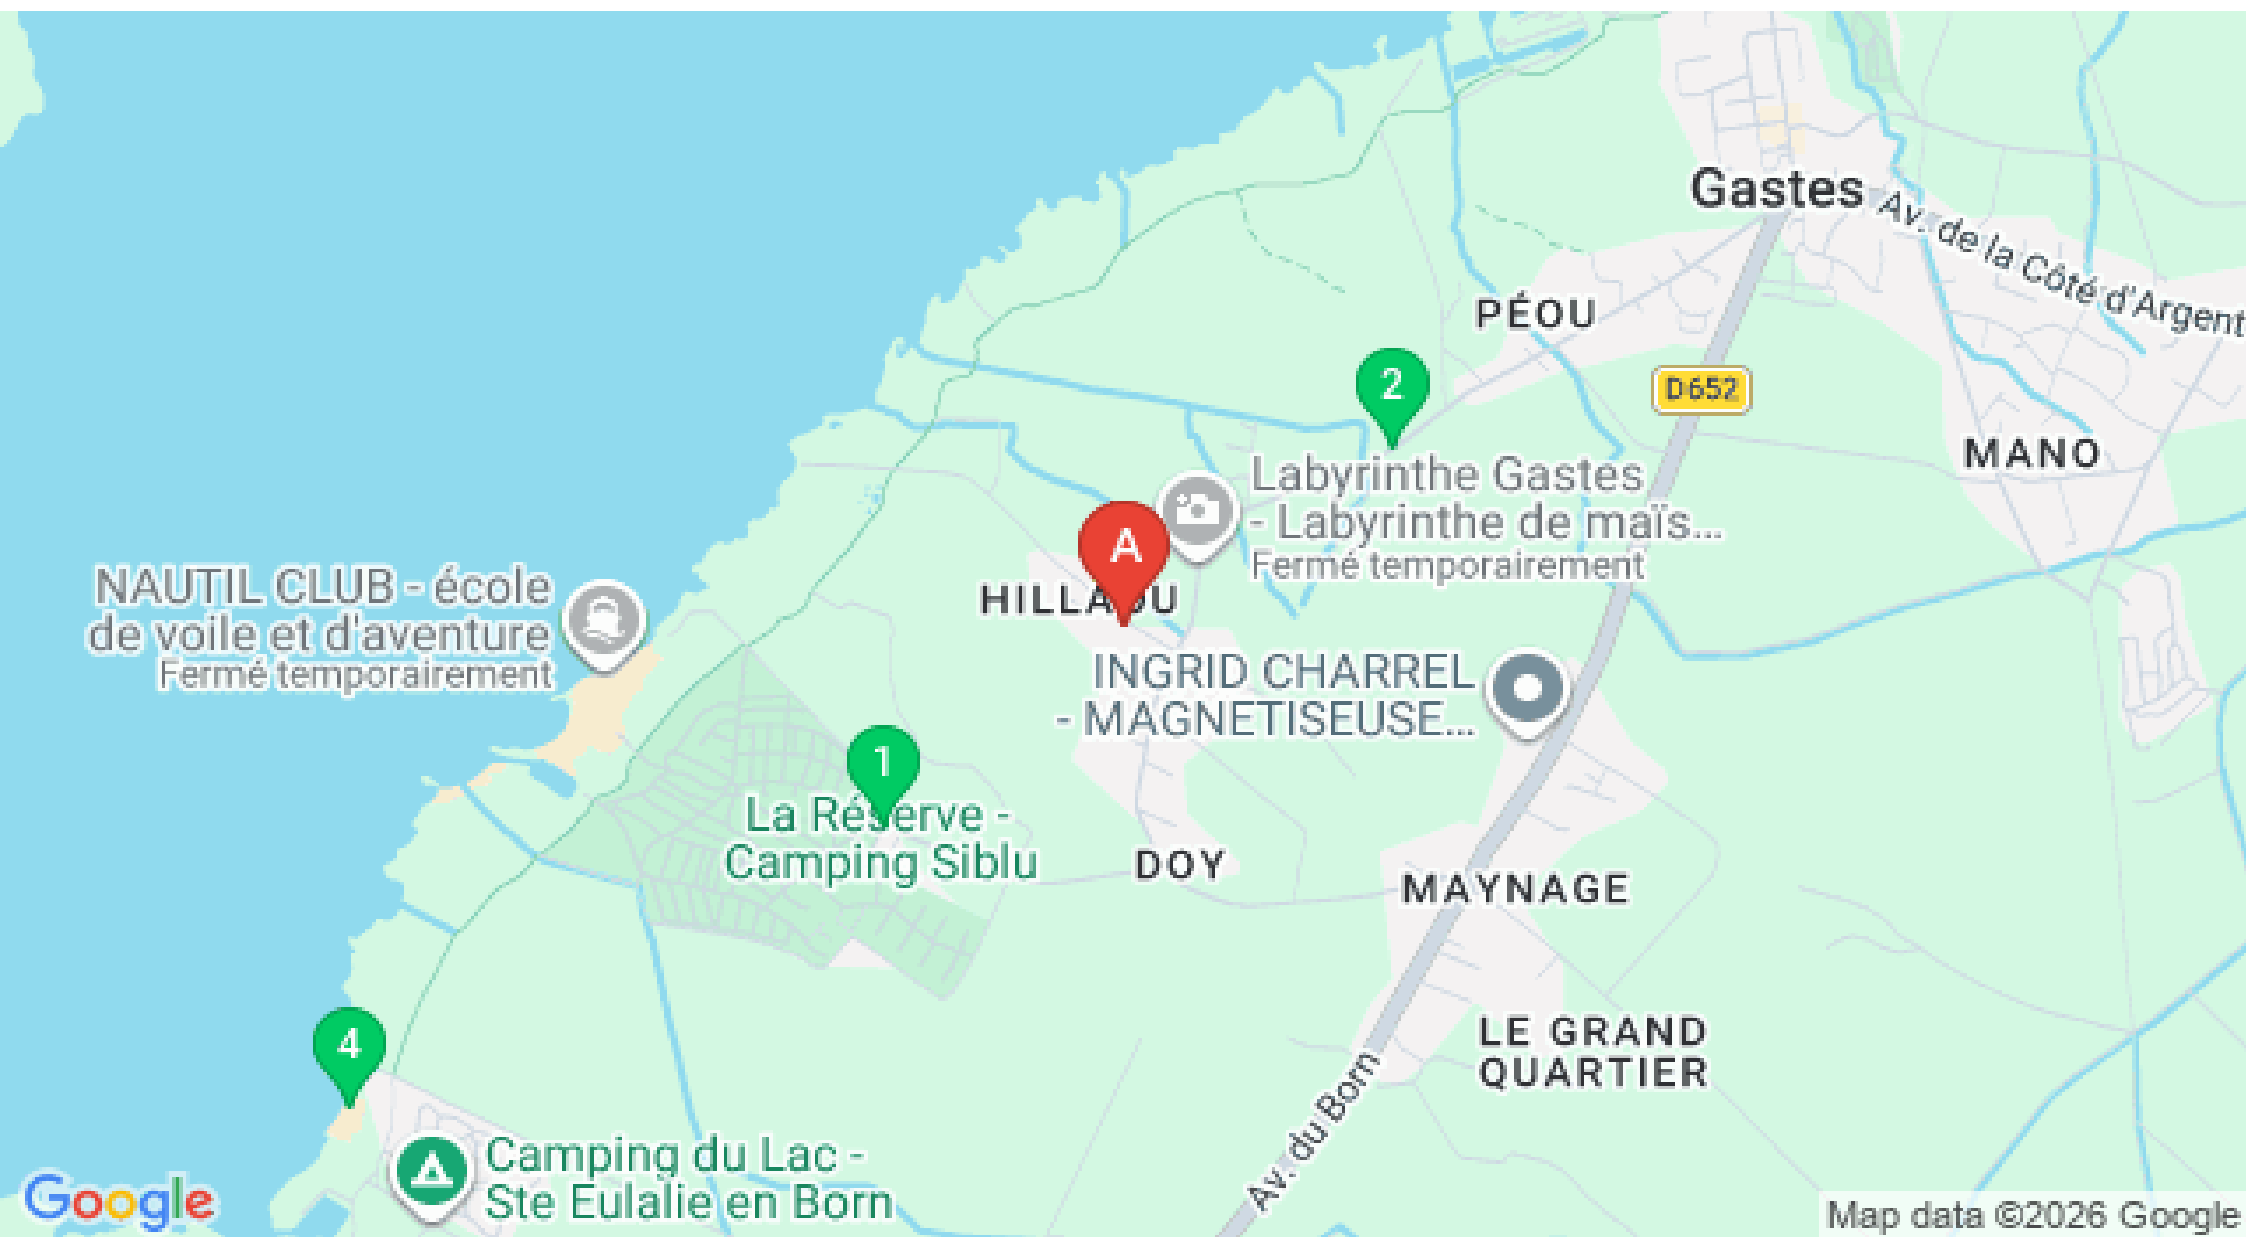 Gastes
Av. de la Côté d'Argent
PÉOU
2
D652
MANO
Labyrinthe Gastes
- Labyrinthe de maïs...
Fermé temporairement
A
HILLAOU
NAUTIL CLUB - école
de voile et d'aventure
Fermé temporairement
INGRID CHARREL
- MAGNETISEUSE...
1
La Réserve -
Camping Siblu
DOY
MAYNAGE
LE GRAND
QUARTIER
4
Av. du Born
Camping du Lac -
Ste Eulalie en Born
Google
Map data ©2026 Google